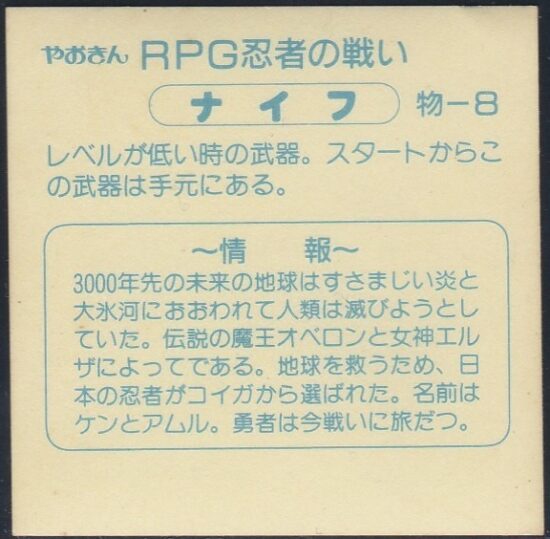 やおきん RPG忍者の戦い
ナイフ 物-8
レベルが低い時の武器。スタートからこ
の武器は手元にある。
～情 報～
3000年先の未来の地球はすさまじい炎と
大氷河におおわれて人類は滅びようとし
ていた。伝説の魔王オベロンと女神エル
ザによってである。地球を救うため、日
本の忍者がコイガから選ばれた。名前は
ケンとアムル。勇者は今戦いに旅だつ。